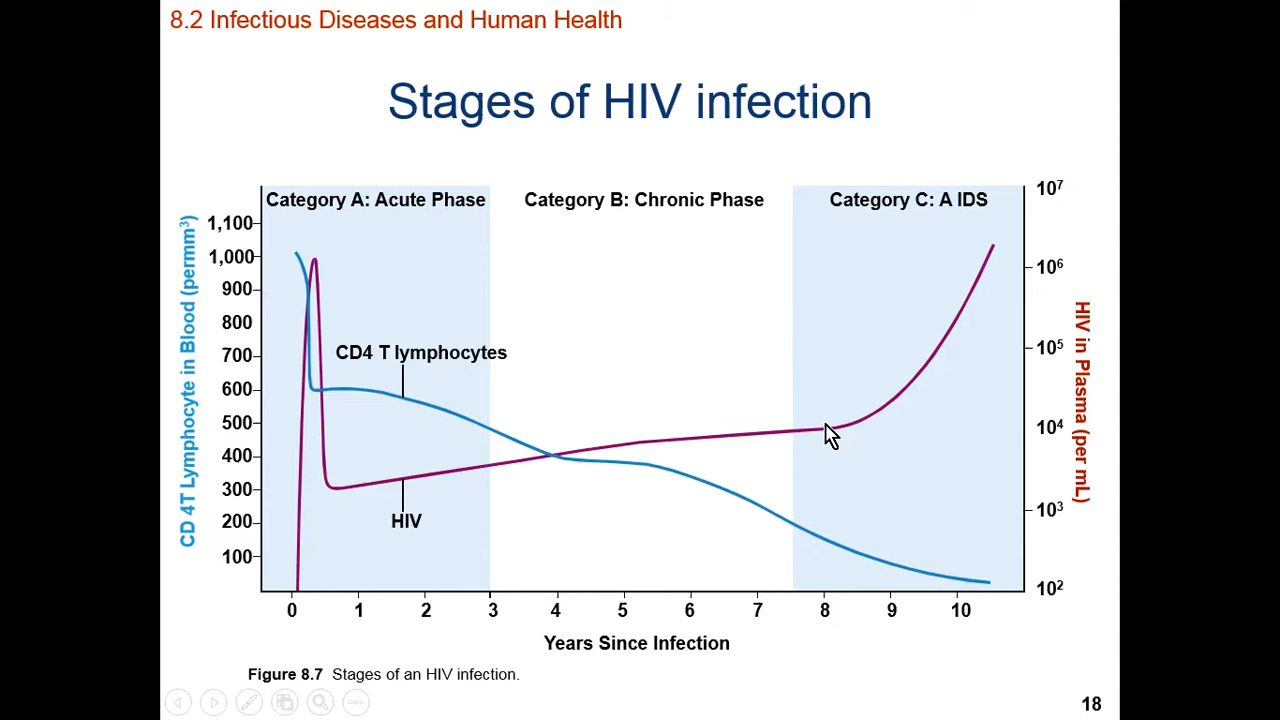 8.2 Infectious Diseases and Human Health
Stages of HIV infection
Category A: Acute Phase
Category B: Chronic Phase
Category C: A IDS
CD 4T Lymphocyte in Blood (permm³)
1,100
1,000
900
800
700
600
500
400
300
200
100
CD4 T lymphocytes
HIV
10⁷
10⁶
10⁵
10⁴
10³
10²
HIV in Plasma (per mL)
0 1 2 3 4 5 6 7 8 9 10
Years Since Infection
Figure 8.7 Stages of an HIV infection.
18